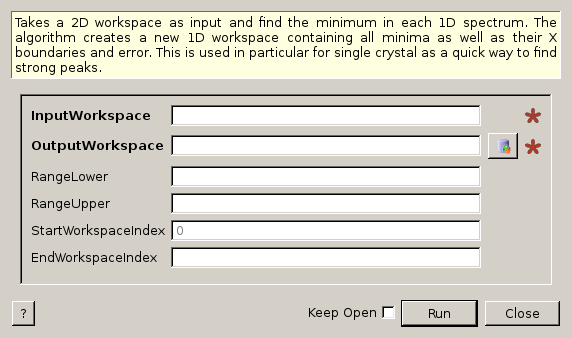 Takes a 2D workspace as input and find the minimum in each 1D spectrum. The
algorithm creates a new 1D workspace containing all minima as well as their X
boundaries and error. This is used in particular for single crystal as a quick way to find
strong peaks.
InputWorkspace
OutputWorkspace
RangeLower
RangeUpper
StartWorkspaceIndex 0
EndWorkspaceIndex
? Keep Open Run Close